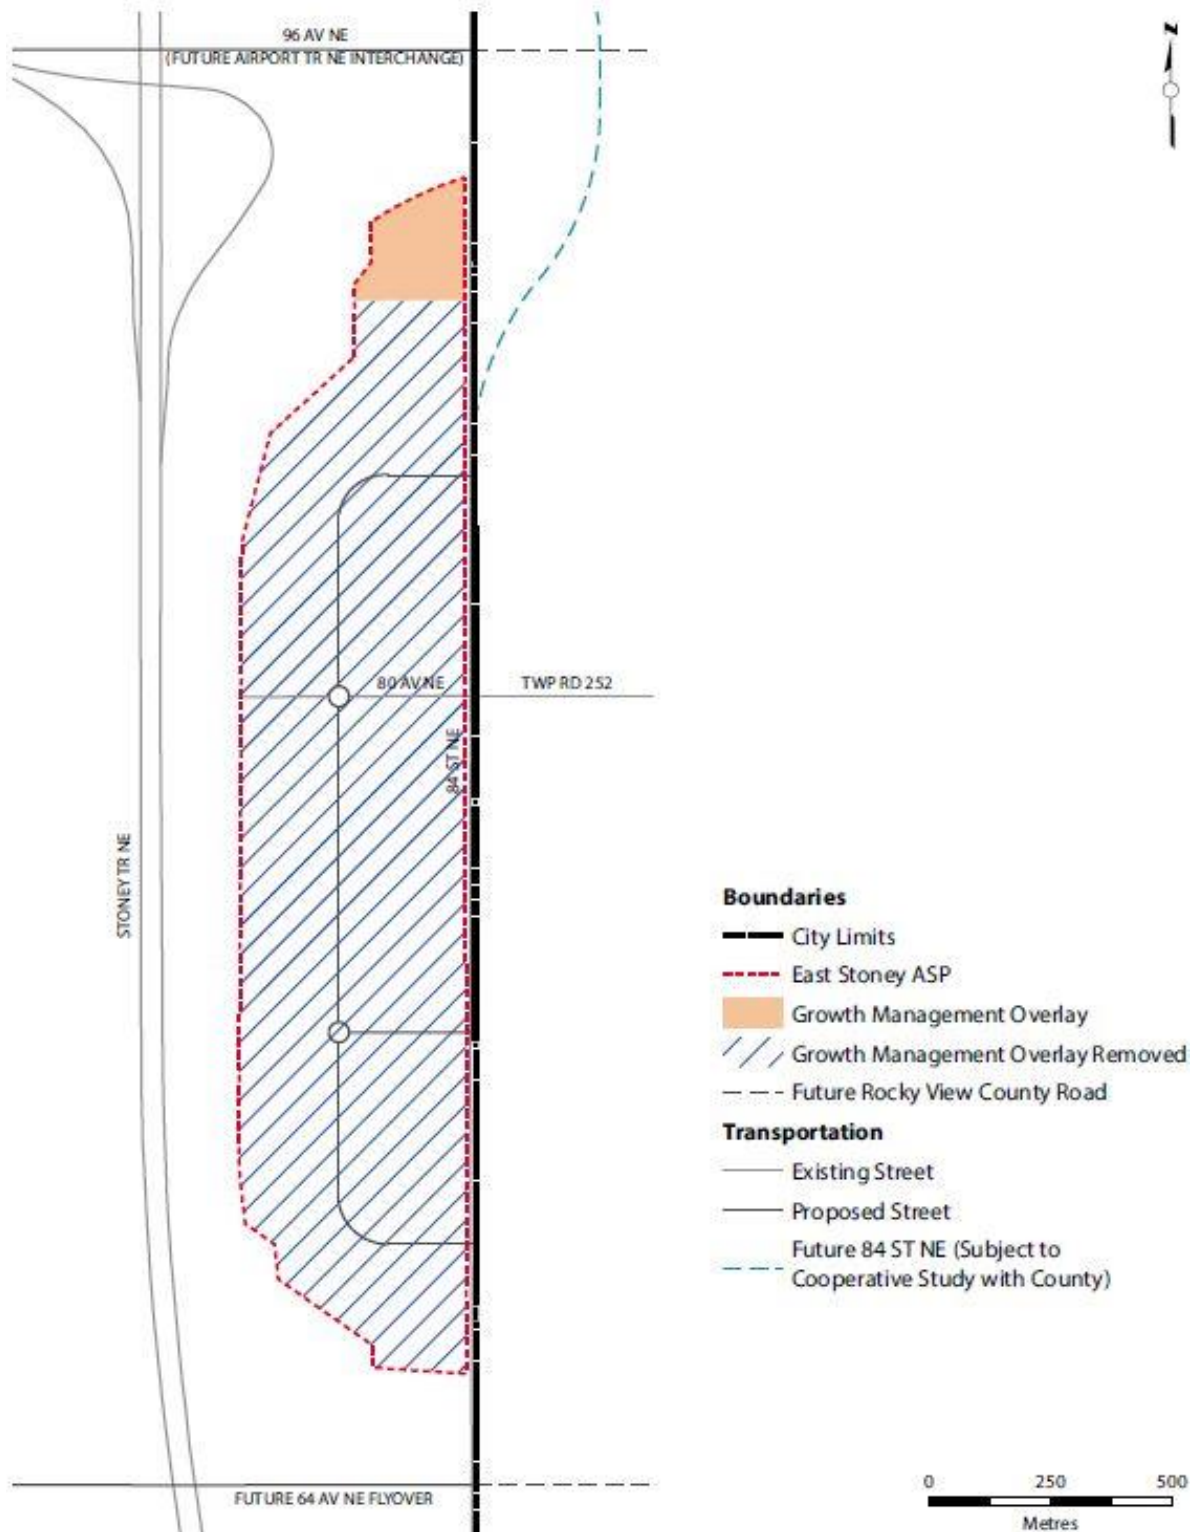 96 AV NE
(FUTURE AIRPORT TR NE INTERCHANGE)
N
80 AV NE
TWP RD 252
84 ST NE
STONEY TR NE
Boundaries
City Limits
East Stoney ASP
Growth Management Overlay
Growth Management Overlay Removed
Future Rocky View County Road
Transportation
Existing Street
Proposed Street
Future 84 ST NE (Subject to
Cooperative Study with County)
FUTURE 64 AV NE FLYOVER
0 250 500
Metres